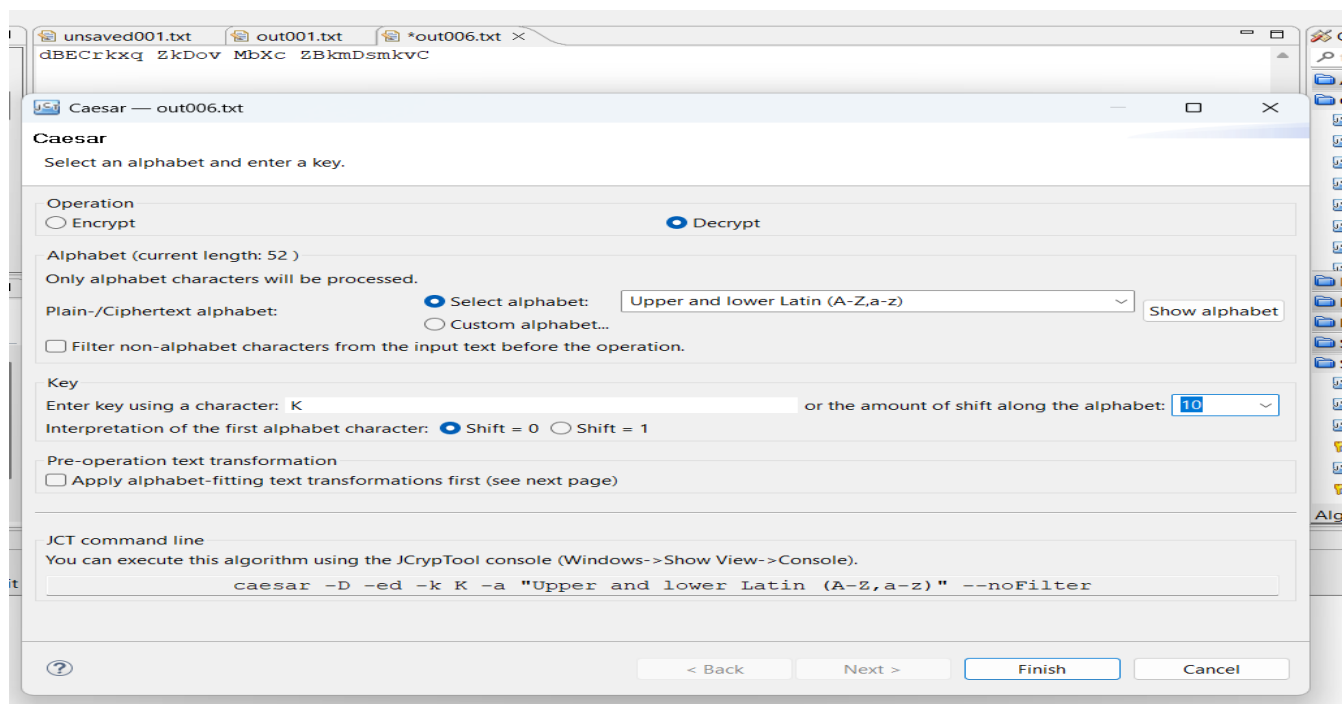 unsaved001.txt out001.txt *out006.txt
dBECrkxq ZkDov MbXc ZBkmDsmkvC
Caesar — out006.txt
Caesar
Select an alphabet and enter a key.
Operation
Encrypt Decrypt
Alphabet (current length: 52 )
Only alphabet characters will be processed.
Plain-/Ciphertext alphabet: Select alphabet: Upper and lower Latin (A-Z,a-z) Show alphabet
Custom alphabet...
Filter non-alphabet characters from the input text before the operation.
Key
Enter key using a character: K or the amount of shift along the alphabet: 10
Interpretation of the first alphabet character: Shift = 0 Shift = 1
Pre-operation text transformation
Apply alphabet-fitting text transformations first (see next page)
Alg
JCT command line
You can execute this algorithm using the JCrypTool console (Windows->Show View->Console).
it
caesar -D -ed -k K -a "Upper and lower Latin (A-Z,a-z)" --noFilter
< Back Next > Finish Cancel